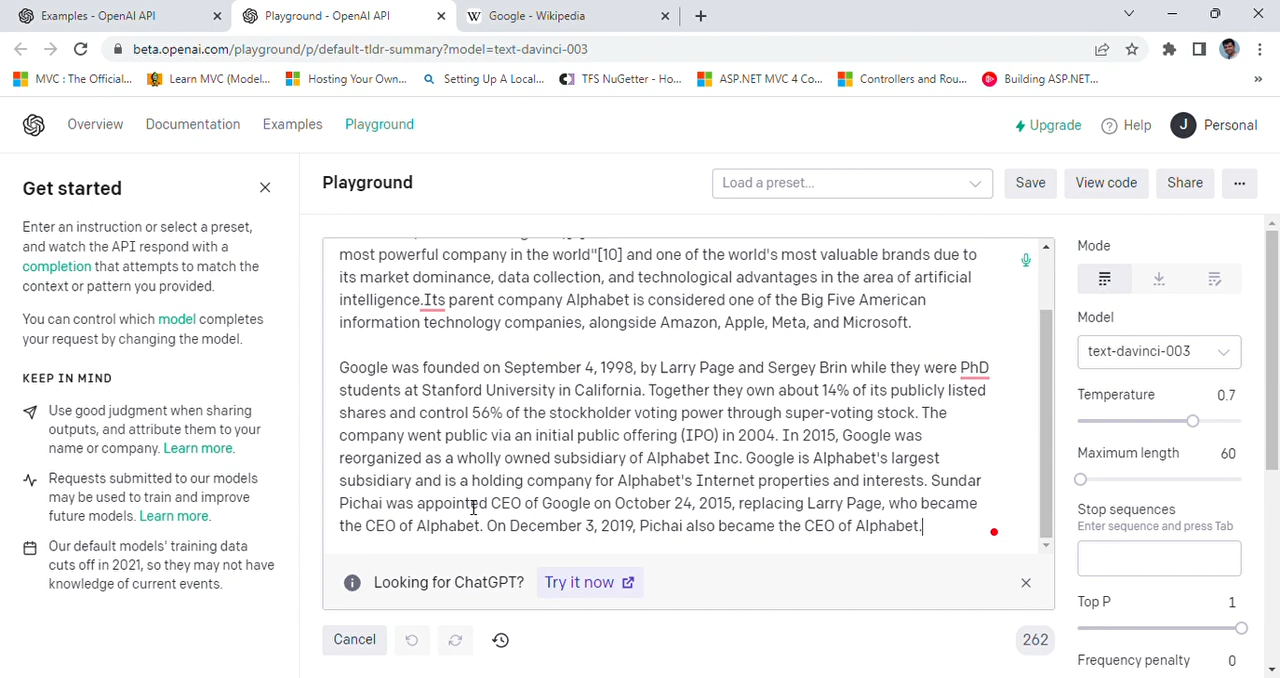 Examples - OpenAI API
Playground - OpenAI API
Google - Wikipedia
beta.openai.com/playground/p/default-tldr-summary?model=text-davinci-003
MVC : The Official...
Learn MVC (Model...
Hosting Your Own...
Setting Up A Local...
TFS NuGetter - Ho...
ASP.NET MVC 4 Co...
Controllers and Rou...
Building ASP.NET...
Overview
Documentation
Examples
Playground
Upgrade
Help
J
Personal
Get started
Enter an instruction or select a preset,
and watch the API respond with a
completion that attempts to match the
context or pattern you provided.
You can control which model completes
your request by changing the model.
KEEP IN MIND
Use good judgment when sharing
outputs, and attribute them to your
name or company. Learn more.
Requests submitted to our models
may be used to train and improve
future models. Learn more.
Our default models' training data
cuts off in 2021, so they may not have
knowledge of current events.
Playground
Load a preset...
Save
View code
Share
...
most powerful company in the world"[10] and one of the world's most valuable brands due to
its market dominance, data collection, and technological advantages in the area of artificial
intelligence.Its parent company Alphabet is considered one of the Big Five American
information technology companies, alongside Amazon, Apple, Meta, and Microsoft.
Google was founded on September 4, 1998, by Larry Page and Sergey Brin while they were PhD
students at Stanford University in California. Together they own about 14% of its publicly listed
shares and control 56% of the stockholder voting power through super-voting stock. The
company went public via an initial public offering (IPO) in 2004. In 2015, Google was
reorganized as a wholly owned subsidiary of Alphabet Inc. Google is Alphabet's largest
subsidiary and is a holding company for Alphabet's Internet properties and interests. Sundar
Pichai was appointed CEO of Google on October 24, 2015, replacing Larry Page, who became
the CEO of Alphabet. On December 3, 2019, Pichai also became the CEO of Alphabet.
Looking for ChatGPT?
Try it now
Cancel
262
Mode
Model
text-davinci-003
Temperature
0.7
Maximum length
60
Stop sequences
Enter sequence and press Tab
Top P
1
Frequency penalty
0